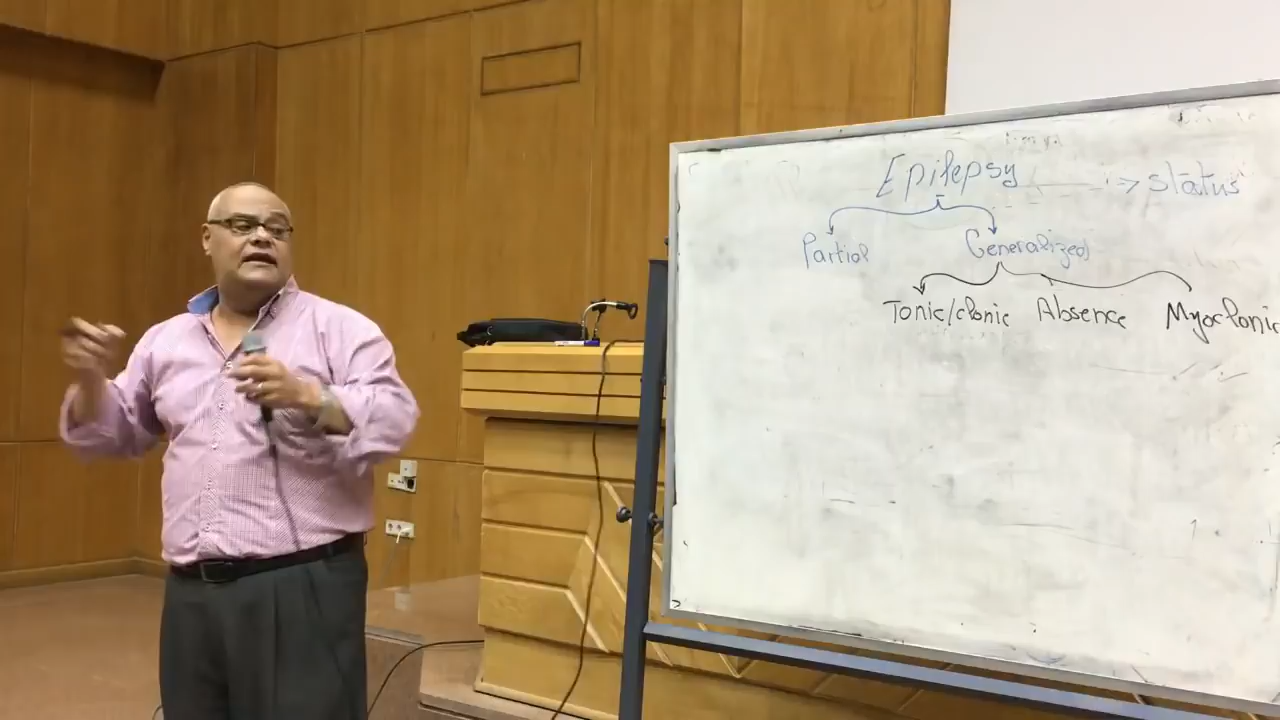 Epilepsy → status
Partial Generalized
Tonic/clonic Absence Myoclonic